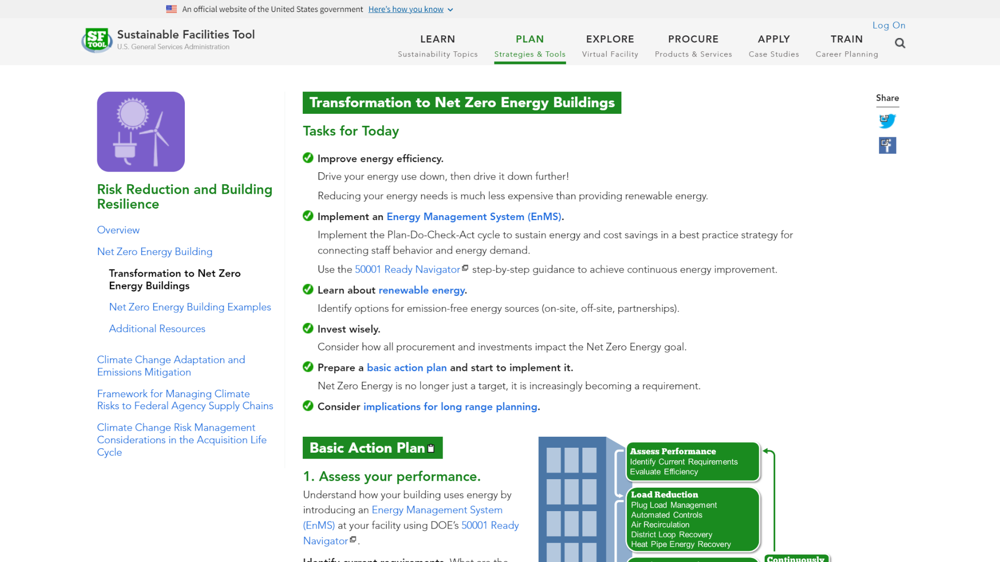 An official website of the United States government Here's how you know
Log On
SF TOOL
Sustainable Facilities Tool
U.S. General Services Administration
LEARN
Sustainability Topics
PLAN
Strategies & Tools
EXPLORE
Virtual Facility
PROCURE
Products & Services
APPLY
Case Studies
TRAIN
Career Planning
Risk Reduction and Building
Resilience
Overview
Net Zero Energy Building
Transformation to Net Zero
Energy Buildings
Net Zero Energy Building Examples
Additional Resources
Climate Change Adaptation and
Emissions Mitigation
Framework for Managing Climate
Risks to Federal Agency Supply Chains
Climate Change Risk Management
Considerations in the Acquisition Life
Cycle
Transformation to Net Zero Energy Buildings
Tasks for Today
Improve energy efficiency.
Drive your energy use down, then drive it down further!
Reducing your energy needs is much less expensive than providing renewable energy.
Implement an Energy Management System (EnMS).
Implement the Plan-Do-Check-Act cycle to sustain energy and cost savings in a best practice strategy for
connecting staff behavior and energy demand.
Use the 50001 Ready Navigator step-by-step guidance to achieve continuous energy improvement.
Learn about renewable energy.
Identify options for emission-free energy sources (on-site, off-site, partnerships).
Invest wisely.
Consider how all procurement and investments impact the Net Zero Energy goal.
Prepare a basic action plan and start to implement it.
Net Zero Energy is no longer just a target, it is increasingly becoming a requirement.
Consider implications for long range planning.
Share
Basic Action Plan
1. Assess your performance.
Understand how your building uses energy by
introducing an Energy Management System
(EnMS) at your facility using DOE's 50001 Ready
Navigator.
Identify current requirements. What are the
Assess Performance
Identify Current Requirements
Evaluate Efficiency
Load Reduction
Plug Load Management
Automated Controls
Air Recirculation
District Loop Recovery
Heat Pipe Energy Recovery
Continuously